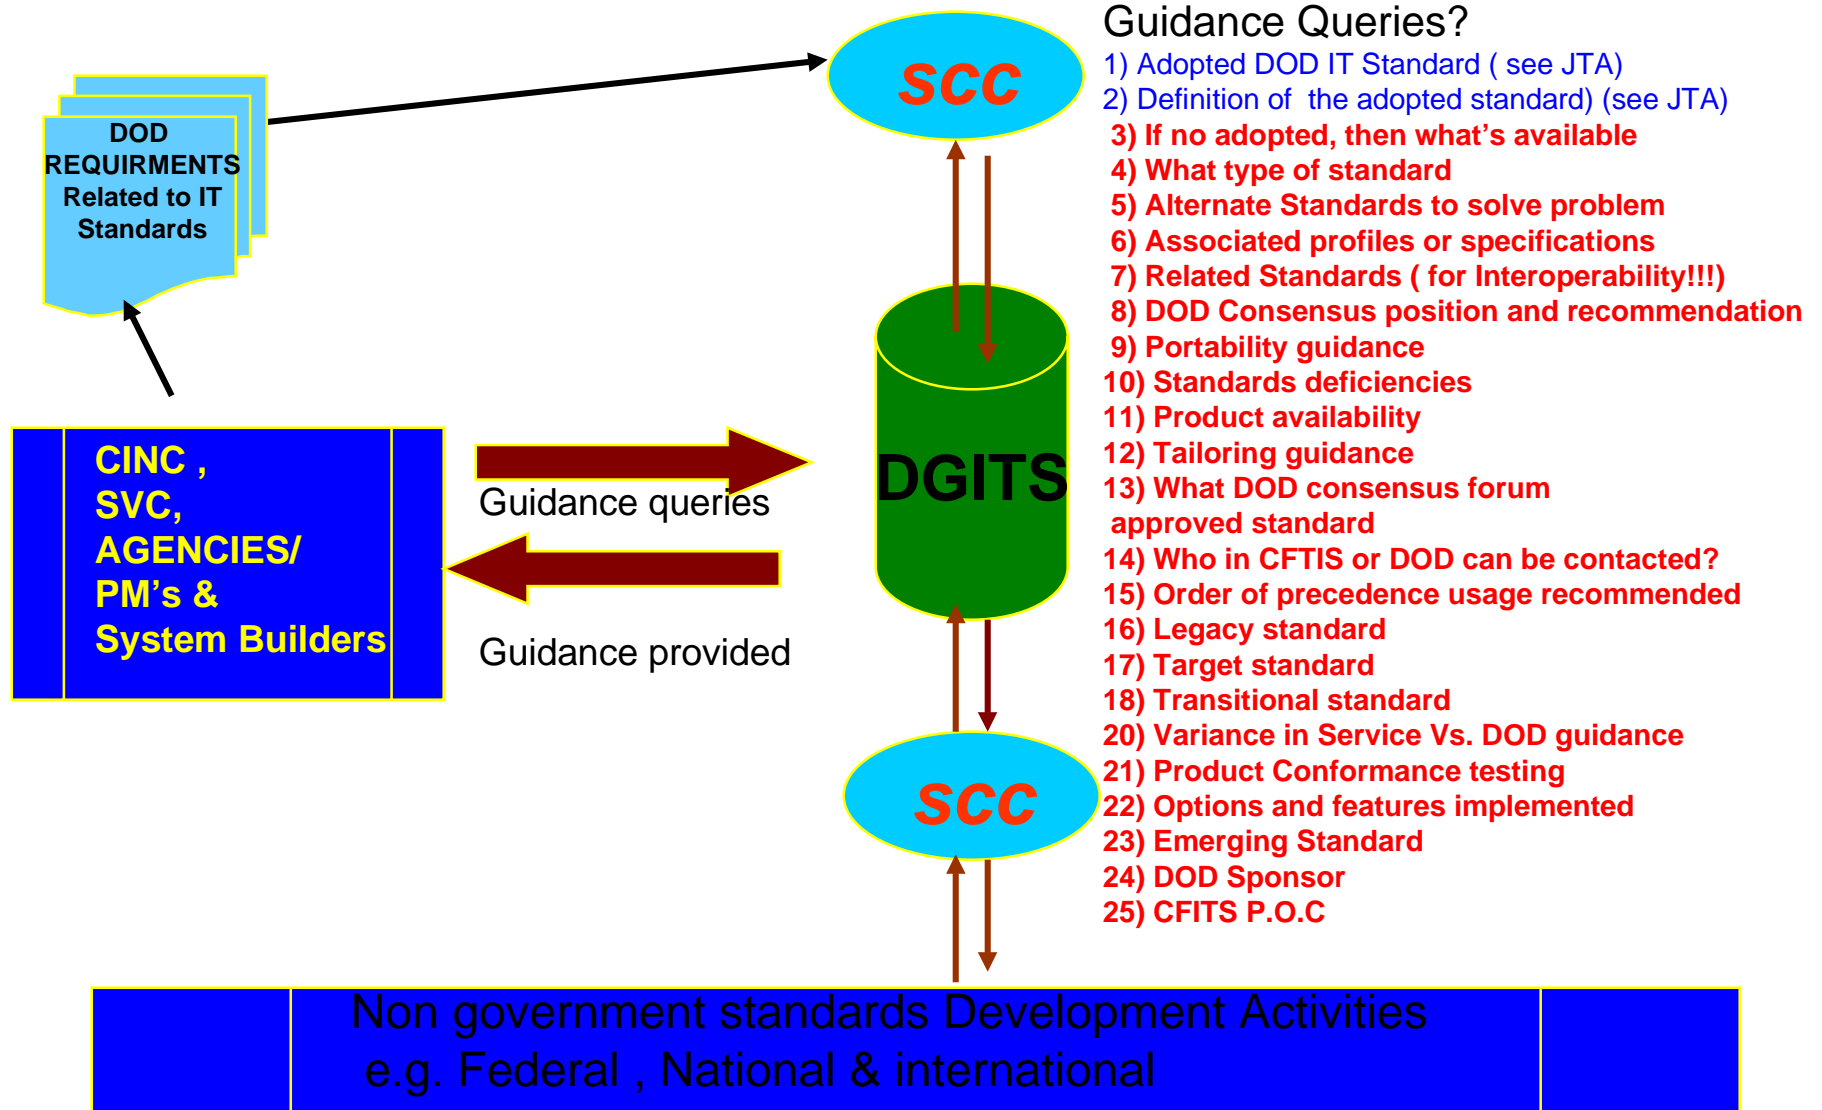 Guidance Queries?
1) Adopted DOD IT Standard ( see JTA)
2) Definition of the adopted standard) (see JTA)
3) If no adopted, then what's available
4) What type of standard
5) Alternate Standards to solve problem
6) Associated profiles or specifications
7) Related Standards ( for Interoperability!!!)
8) DOD Consensus position and recommendation
9) Portability guidance
10) Standards deficiencies
11) Product availability
12) Tailoring guidance
13) What DOD consensus forum
approved standard
14) Who in CFTIS or DOD can be contacted?
15) Order of precedence usage recommended
16) Legacy standard
17) Target standard
18) Transitional standard
20) Variance in Service Vs. DOD guidance
21) Product Conformance testing
22) Options and features implemented
23) Emerging Standard
24) DOD Sponsor
25) CFITS P.O.C
scc
DOD
REQUIRMENTS
Related to IT
Standards
CINC ,
SVC,
AGENCIES/
PM's &
System Builders
Guidance queries
Guidance provided
DGITS
scc
Non government standards Development Activities
e.g. Federal , National & international